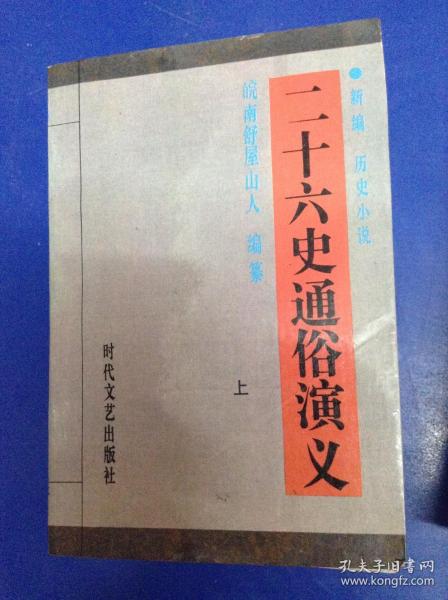 新编 历史小说
二十六史通俗演义
皖南舒屋山人 编纂
上
时代文艺出版社
孔夫子旧书网
www.kongfz.com